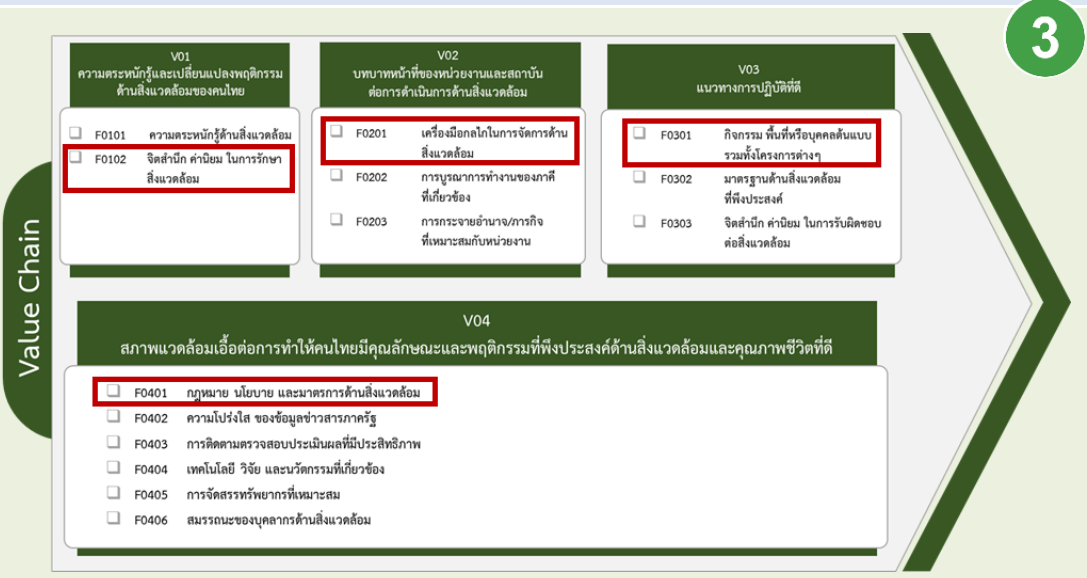 3
Value Chain
V01
ความตระหนักรู้และเปลี่ยนแปลงพฤติกรรม
ด้านสิ่งแวดล้อมของคนไทย
F0101 ความตระหนักรู้ด้านสิ่งแวดล้อม
F0102 จิตสำนึก ค่านิยม ในการรักษา
สิ่งแวดล้อม
V02
บทบาทหน้าที่ของหน่วยงานและสถาบัน
ต่อการดำเนินการด้านสิ่งแวดล้อม
F0201 เครื่องมือกลไกในการจัดการด้าน
สิ่งแวดล้อม
F0202 การบูรณาการทำงานของภาคี
ที่เกี่ยวข้อง
F0203 การกระจายอำนาจ/ภารกิจ
ที่เหมาะสมกับหน่วยงาน
V03
แนวทางการปฏิบัติที่ดี
F0301 กิจกรรม พื้นที่หรือบุคคลต้นแบบ
รวมทั้งโครงการต่างๆ
F0302 มาตรฐานด้านสิ่งแวดล้อม
ที่พึงประสงค์
F0303 จิตสำนึก ค่านิยม ในการรับผิดชอบ
ต่อสิ่งแวดล้อม
V04
สภาพแวดล้อมเอื้อต่อการทำให้คนไทยมีคุณลักษณะและพฤติกรรมที่พึงประสงค์ด้านสิ่งแวดล้อมและคุณภาพชีวิตที่ดี
F0401 กฎหมาย นโยบาย และมาตรการด้านสิ่งแวดล้อม
F0402 ความโปร่งใส ของข้อมูลข่าวสารภาครัฐ
F0403 การติดตามตรวจสอบประเมินผลที่มีประสิทธิภาพ
F0404 เทคโนโลยี วิจัย และนวัตกรรมที่เกี่ยวข้อง
F0405 การจัดสรรทรัพยากรที่เหมาะสม
F0406 สมรรถนะของบุคลากรด้านสิ่งแวดล้อม